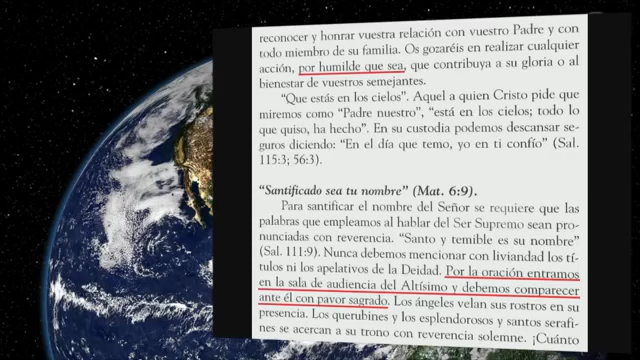 reconocer y honrar vuestra relación con vuestro Padre y con
todo miembro de su familia. Os gozaréis en realizar cualquier
acción, por humilde que sea, que contribuya a su gloria o al
bienestar de vuestros semejantes.
“Que estás en los cielos”. Aquel a quien Cristo pide que
miremos como “Padre nuestro”, “está en los cielos; todo lo
que quiso, ha hecho”. En su custodia podemos descansar se-
guros diciendo: “En el día que temo, yo en ti confío” (Sal.
115:3; 56:3).
“Santificado sea tu nombre” (Mat. 6:9).
Para santificar el nombre del Señor se requiere que las
palabras que empleamos al hablar del Ser Supremo sean pro-
nunciadas con reverencia. “Santo y temible es su nombre”
(Sal. 111:9). Nunca debemos mencionar con liviandad los tí-
tulos ni los apelativos de la Deidad. Por la oración entramos
en la sala de audiencia del Altísimo y debemos comparecer
ante él con pavor sagrado. Los ángeles velan sus rostros en su
presencia. Los querubines y los esplendorosos y santos serafi-
nes se acercan a su trono con reverencia solemne. ¡Cuánto